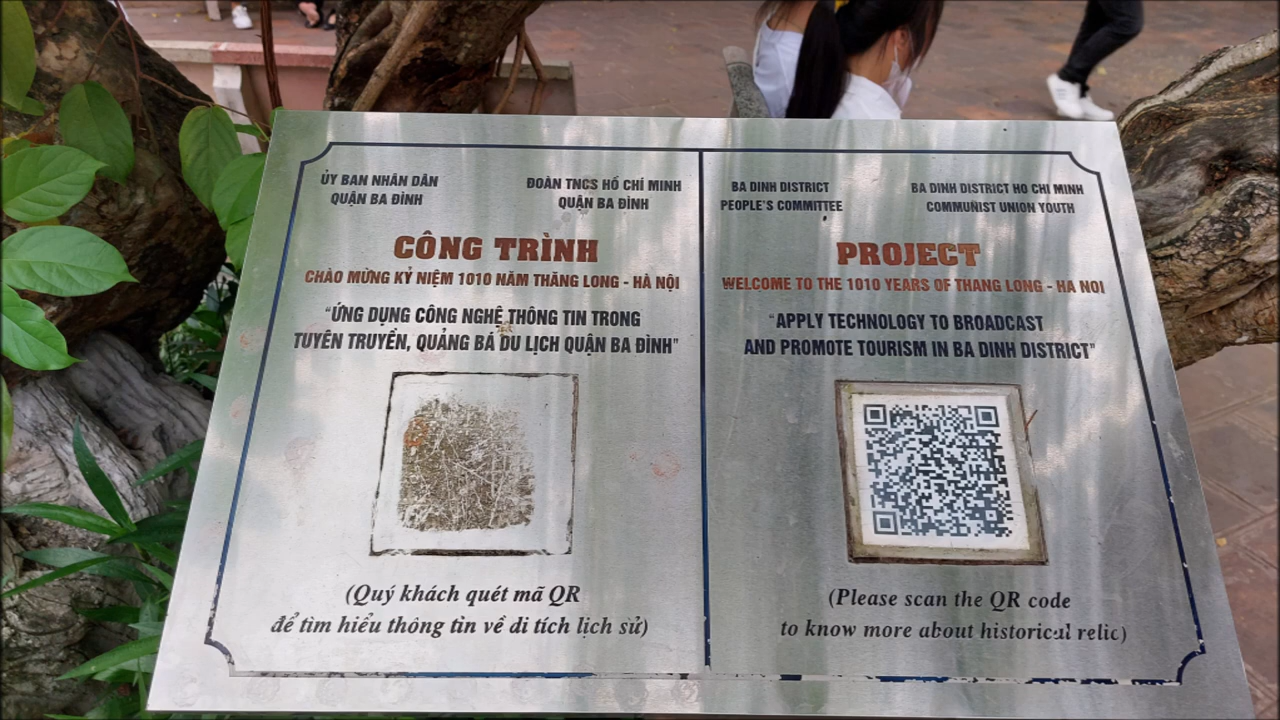 ỦY BAN NHÂN DÂN
QUẬN BA ĐÌNH
ĐOÀN TNCS HỒ CHÍ MINH
QUẬN BA ĐÌNH
CÔNG TRÌNH
CHÀO MỪNG KỶ NIỆM 1010 NĂM THĂNG LONG - HÀ NỘI
"ỨNG DỤNG CÔNG NGHỆ THÔNG TIN TRONG
TUYÊN TRUYỀN, QUẢNG BÁ DU LỊCH QUẬN BA ĐÌNH"
(Quý khách quét mã QR
để tìm hiểu thông tin về di tích lịch sử)
BA DINH DISTRICT
PEOPLE'S COMMITTEE
BA DINH DISTRICT HO CHI MINH
COMMUNIST UNION YOUTH
PROJECT
WELCOME TO THE 1010 YEARS OF THANG LONG - HA NOI
"APPLY TECHNOLOGY TO BROADCAST
AND PROMOTE TOURISM IN BA DINH DISTRICT"
(Please scan the QR code
to know more about historical relic)